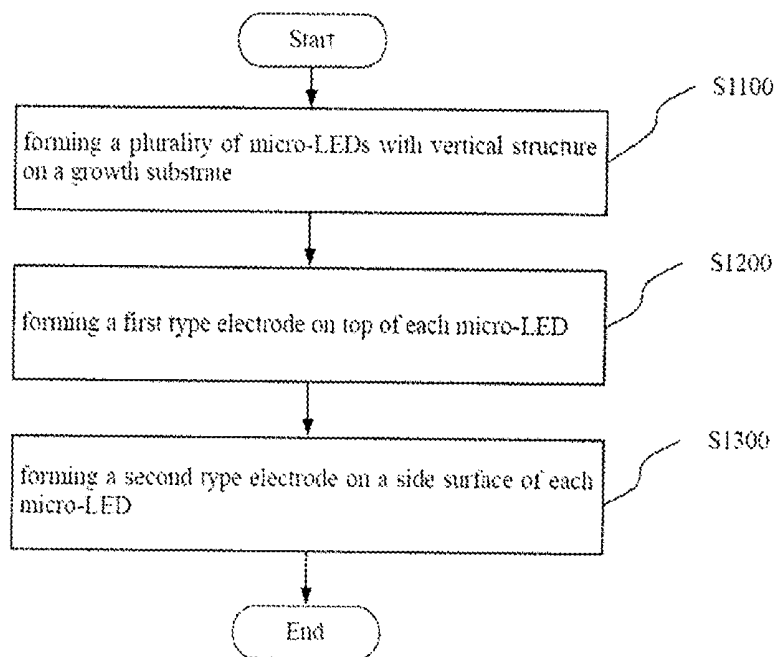 Start
S1100
forming a plurality of micro-LEDs with vertical structure
on a growth substrate
S1200
forming a first type electrode on top of each micro-LED
S1300
forming a second type electrode on a side surface of each
micro-LED
End